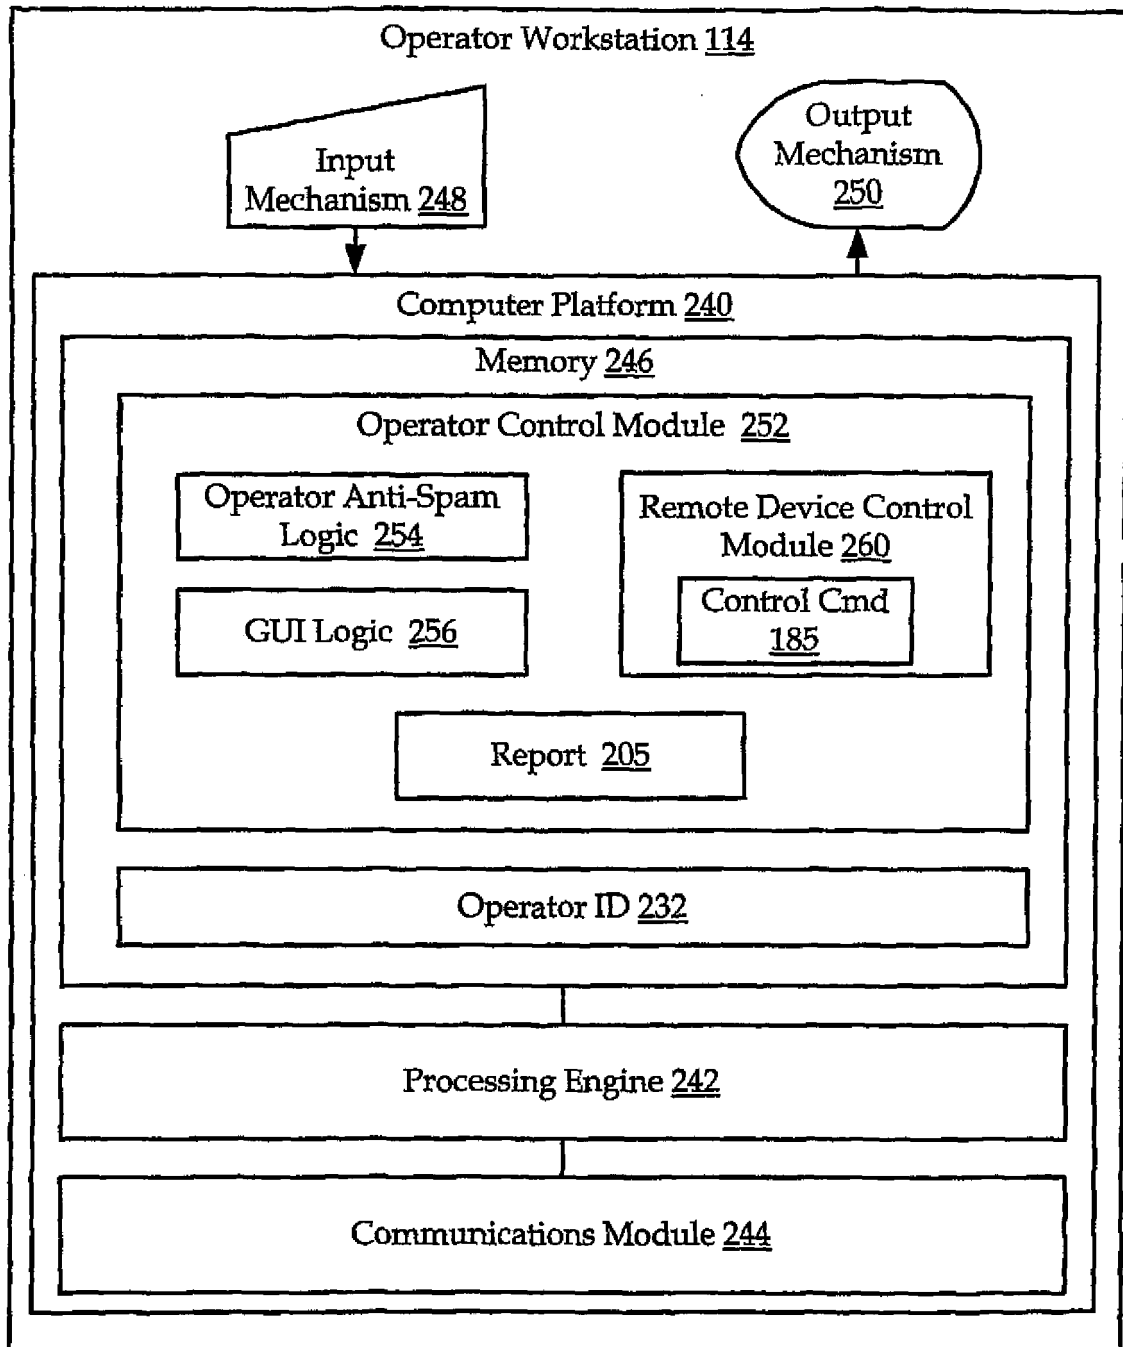 Operator Workstation 114
Input
Mechanism 248
Output
Mechanism
250
Computer Platform 240
Memory 246
Operator Control Module 252
Operator Anti-Spam
Logic 254
Remote Device Control
Module 260
Control Cmd
185
GUI Logic 256
Report 205
Operator ID 232
Processing Engine 242
Communications Module 244